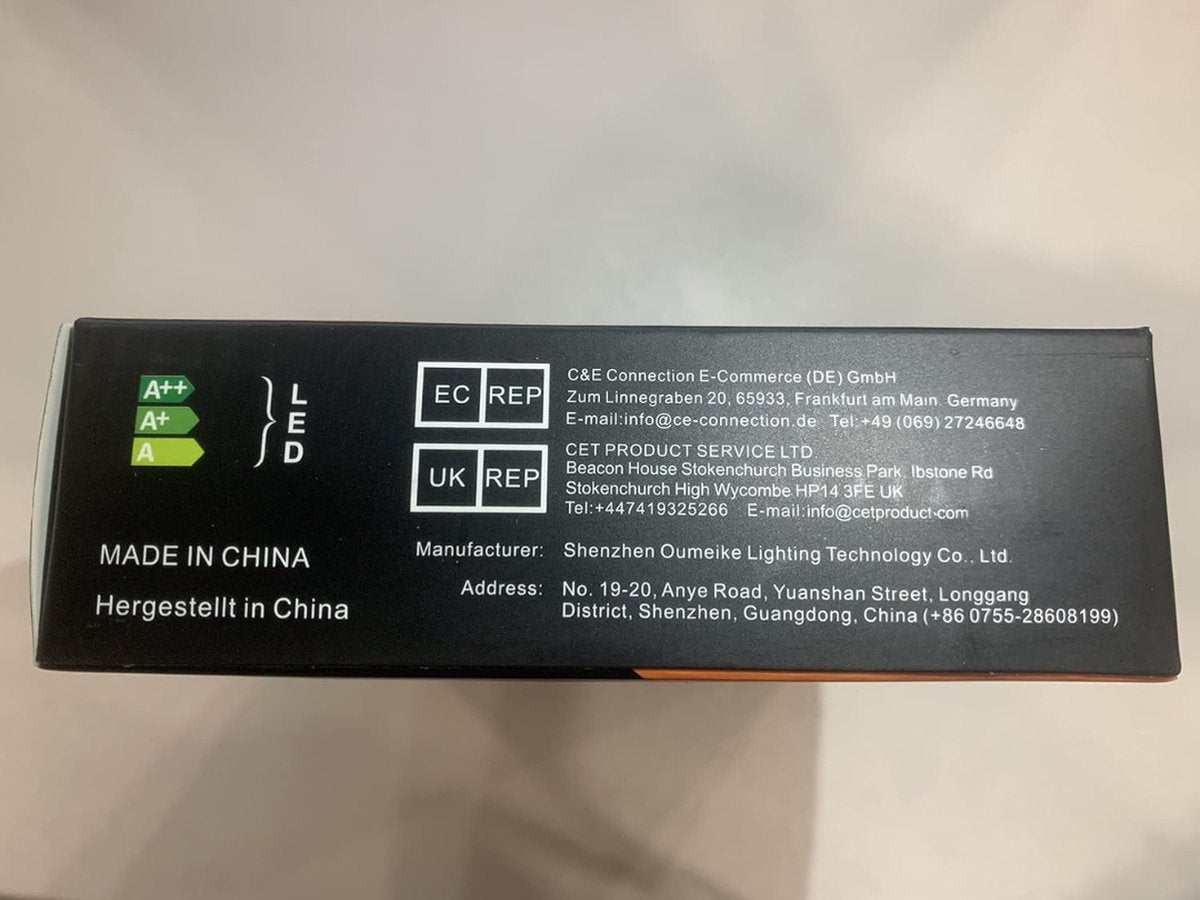 A++
A+
A
LED
MADE IN CHINA
Hergestellt in China
EC REP
C&E Connection E-Commerce (DE) GmbH
Zum Linnegraben 20, 65933, Frankfurt am Main Germany
E-mail:info@ce-connection.de Tel:+49 (069) 27246648
UK REP
CET PRODUCT SERVICE LTD.
Beacon House Stokenchurch Business Park, Ibstone Rd
Stokenchurch High Wycombe HP14 3FE UK
Tel:+447419325266 E-mail:info@cetproduct.com
Manufacturer: Shenzhen Oumeike Lighting Technology Co., Ltd.
Address: No. 19-20, Anye Road, Yuanshan Street, Longgang
District, Shenzhen, Guangdong, China (+86 0755-28608199)